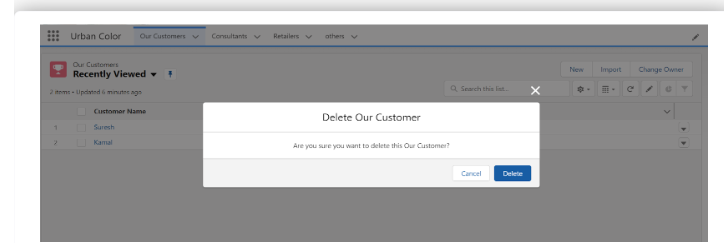 Urban Color Our Customers Consultants Retailers others
Our Customers
Recently Viewed
New Import Change Owner
2 items • Updated 6 minutes ago
Search this list...
Customer Name
1 Suresh
2 Kamal
Delete Our Customer
Are you sure you want to delete this Our Customer?
Cancel Delete